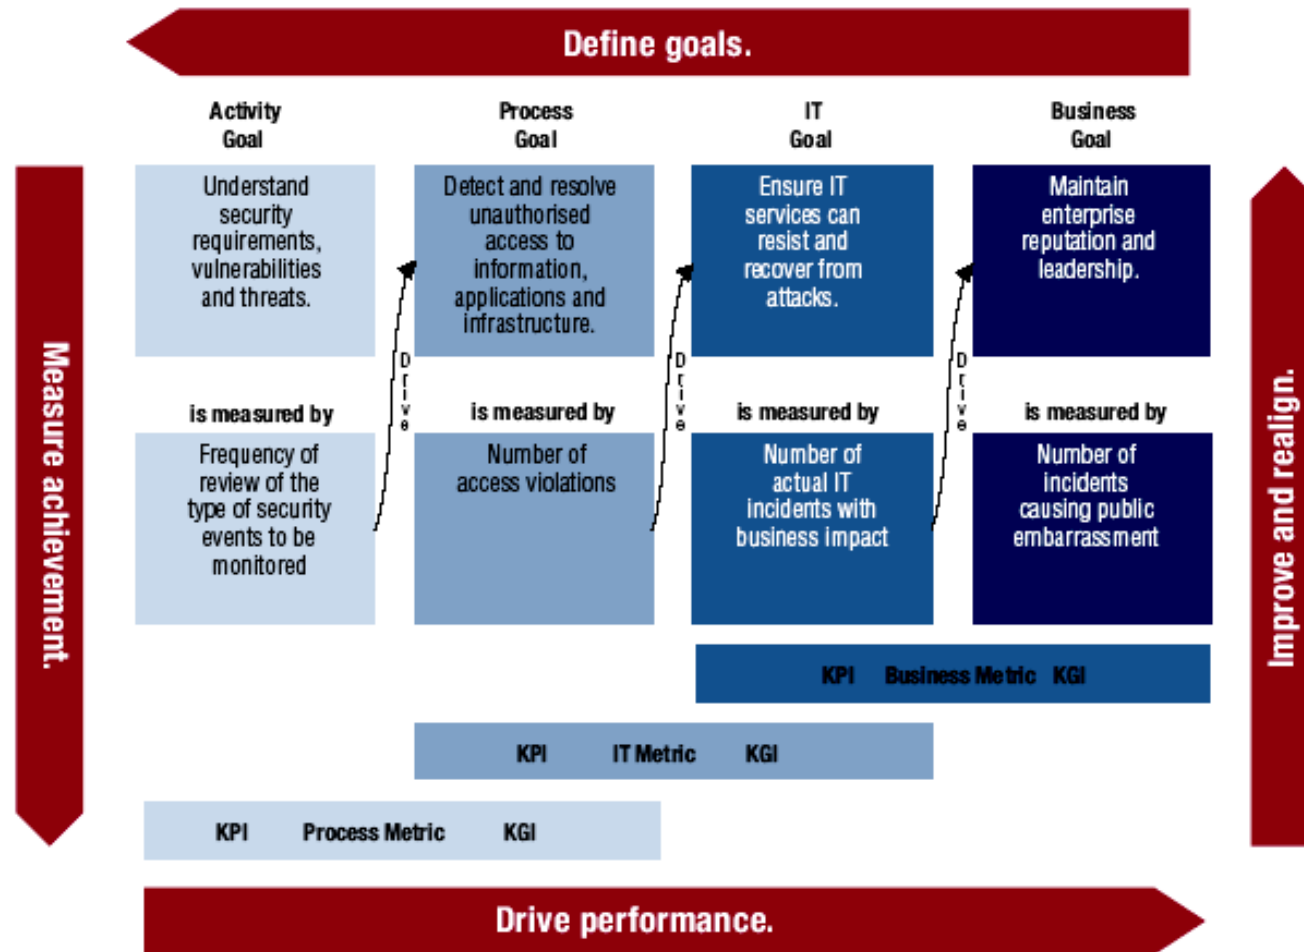 Define goals.
Activity
Goal
Process
Goal
IT
Goal
Business
Goal
Understand
security
requirements,
vulnerabilities
and threats.
Detect and resolve
unauthorised
access to
information,
applications and
infrastructure.
Ensure IT
services can
resist and
recover from
attacks.
Maintain
enterprise
reputation and
leadership.
Drive
Drive
Drive
is measured by
is measured by
is measured by
is measured by
Frequency of
review of the
type of security
events to be
monitored
Number of
access violations
Number of
actual IT
incidents with
business impact
Number of
incidents
causing public
embarrassment
KPI Business Metric KGI
KPI IT Metric KGI
KPI Process Metric KGI
Measure achievement.
Improve and realign.
Drive performance.